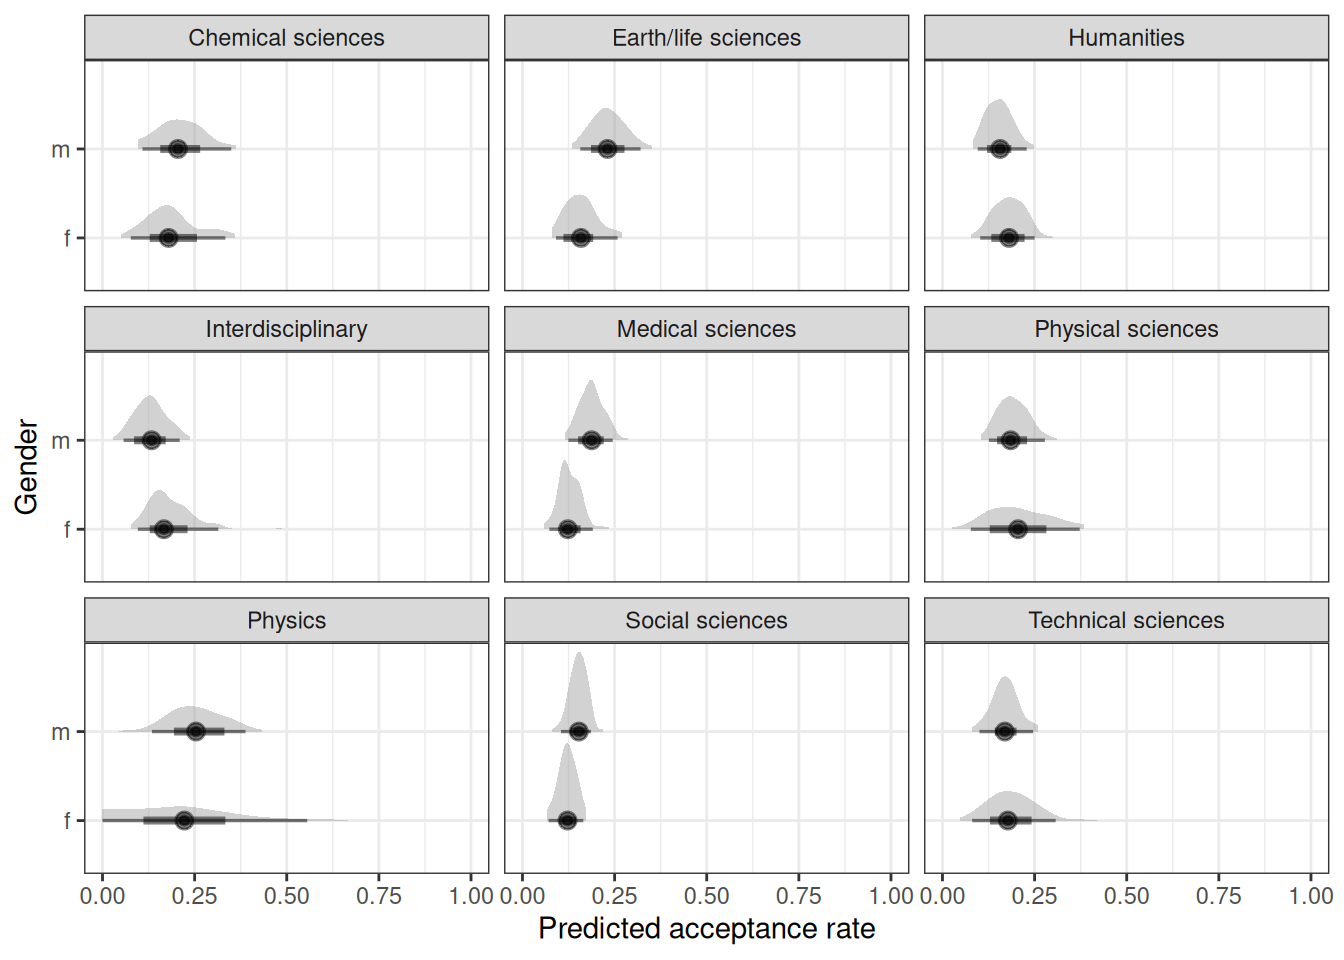 Chemical sciences
Earth/life sciences
Humanities
m
f
Interdisciplinary
Medical sciences
Physical sciences
m
f
Physics
Social sciences
Technical sciences
m
f
Gender
0.00 0.25 0.50 0.75 1.00 0.00 0.25 0.50 0.75 1.00 0.00 0.25 0.50 0.75 1.00
Predicted acceptance rate